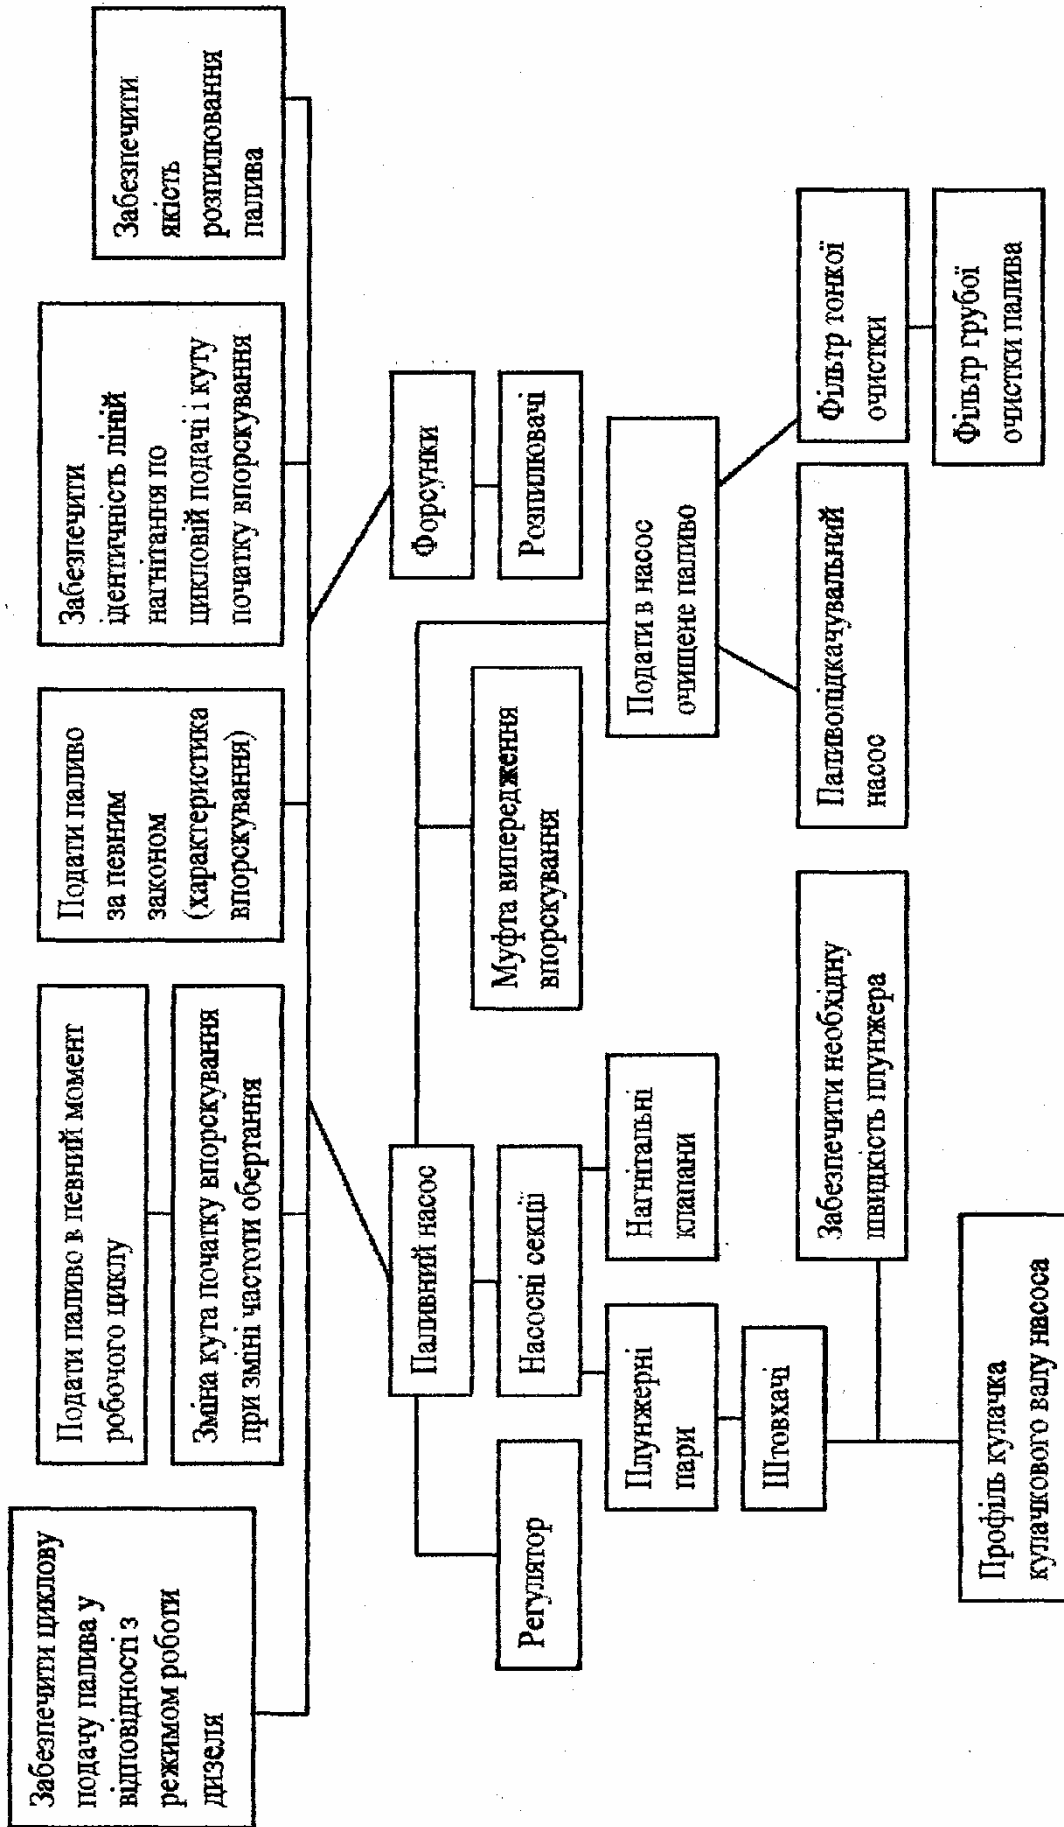 Забезпечити циклову
подачу палива у
відповідності з
режимом роботи
дизеля
Подати паливо в певний момент
робочого циклу
Зміна кута початку впорскування
при зміні частоти обертання
Подати паливо
за певним
законом
(характеристика
впорскування)
Забезпечити
ідентичність ліній
нагнітання по
цикловій подачі і куту
початку впорскування
Забезпечити
якість
розпилювання
палива
Паливний насос
Форсунки
Регулятор
Насосні секції
Муфта випередження
впорскування
Розпилювачі
Плунжерні
пари
Нагнітальні
клапани
Подати в насос
очищене паливо
Штовхачі
Забезпечити необхідну
швидкість плунжера
Паливопідкачувальний
насос
Фільтр тонкої
очистки
Фільтр грубої
очистки палива
Профіль кулачка
кулачкового валу насоса